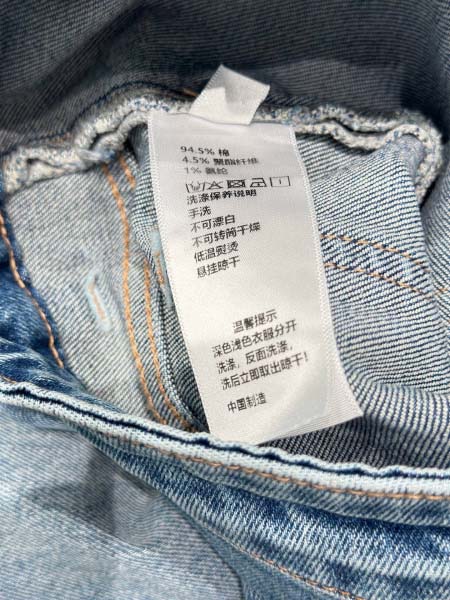 94.5% 棉
4.5% 聚酯纤维
1% 氨纶
洗涤保养说明
手洗
不可漂白
不可转筒干燥
低温熨烫
悬挂晾干
温馨提示
深色浅色衣服分开
洗涤，反面洗涤，
洗后立即取出晾干！
中国制造